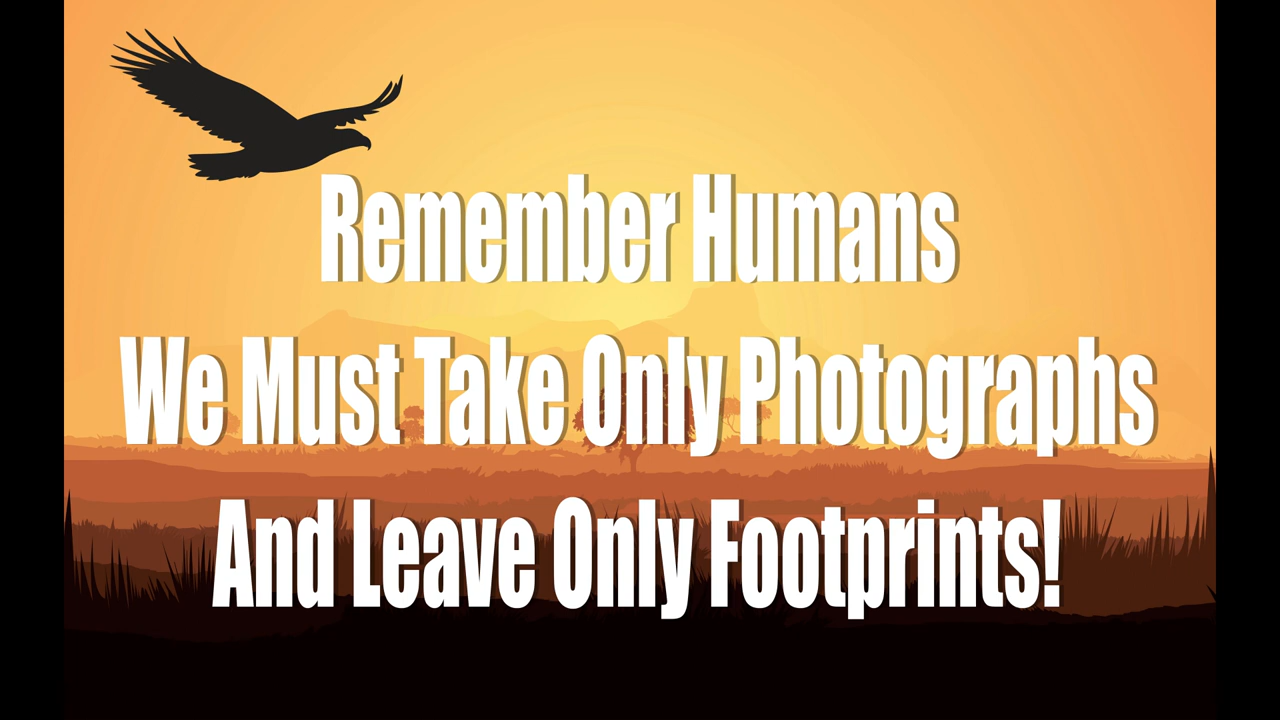 Remember Humans
We Must Take Only Photographs
And Leave Only Footprints!